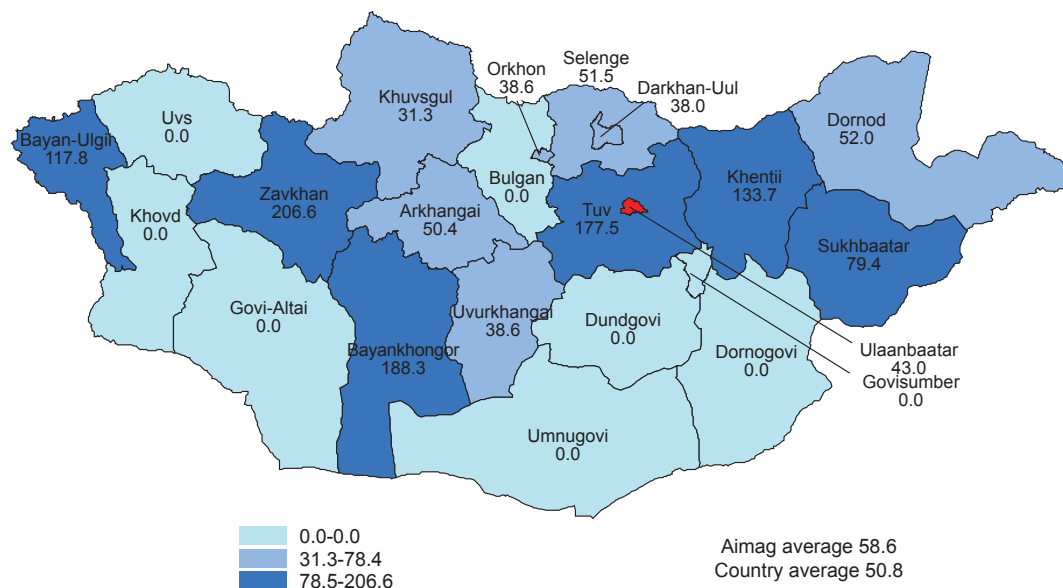 Orkhon
38.6
Selenge
51.5
Darkhan-Uul
38.0
Khuvsgul
31.3
Uvs
0.0
Bayan-Ulgii
117.8
Dornod
52.0
Zavkhan
206.6
Bulgan
0.0
Khentii
133.7
Khovd
0.0
Arkhangai
50.4
Tuv
177.5
Sukhbaatar
79.4
Govi-Altai
0.0
Uvurkhangai
38.6
Dundgovi
0.0
Bayankhongor
188.3
Dornogovi
0.0
Ulaanbaatar
43.0
Govisumber
0.0
Umnugovi
0.0
0.0-0.0
31.3-78.4
78.5-206.6
Aimag average 58.6
Country average 50.8